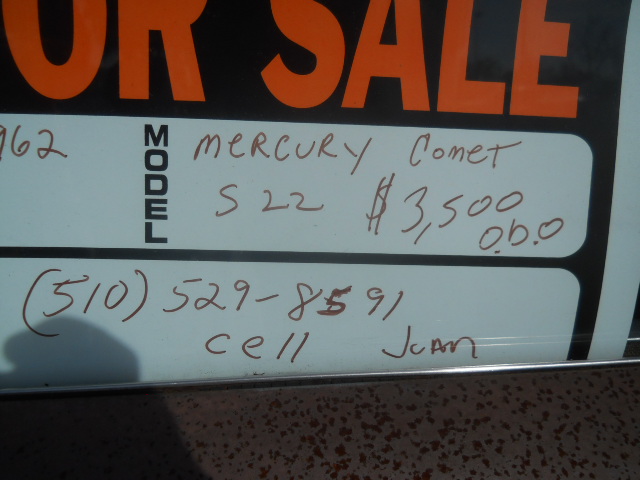 OR SALE
962 MODEL MERCURY Comet
S22 $3,500
o.b.o
(510) 529-8591
cell Juan